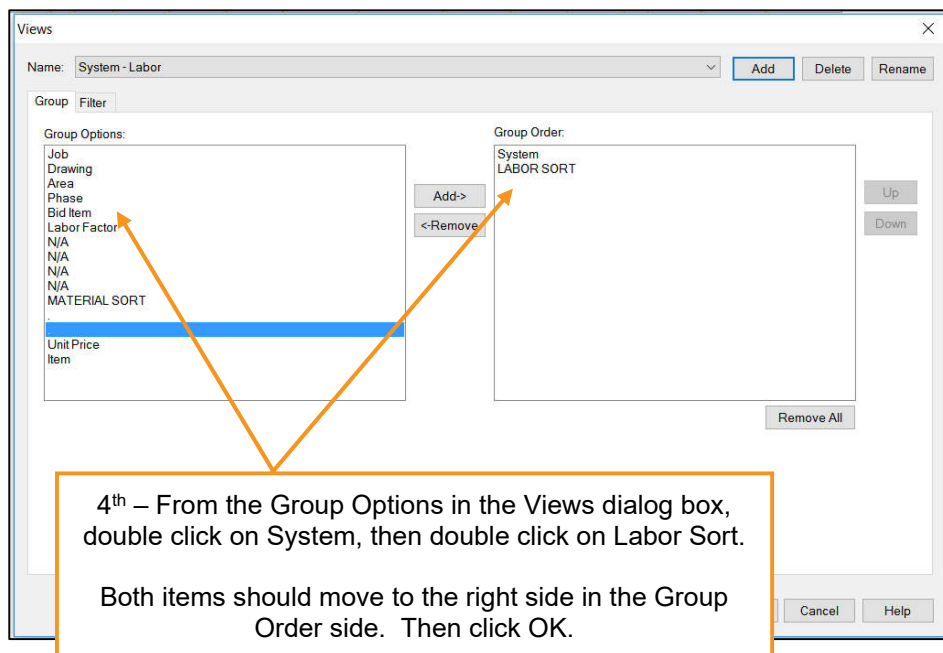 Views
Name: System - Labor Add Delete Rename
Group Filter
Group Options: Group Order:
Job
Drawing
Area
Phase
Bid Item
Labor Factor
N/A
N/A
N/A
N/A
MATERIAL SORT
.
Unit Price
Item
Add->
<-Remove
System
LABOR SORT
Up
Down
Remove All
4th – From the Group Options in the Views dialog box,
double click on System, then double click on Labor Sort.
Both items should move to the right side in the Group
Order side. Then click OK.
Cancel Help